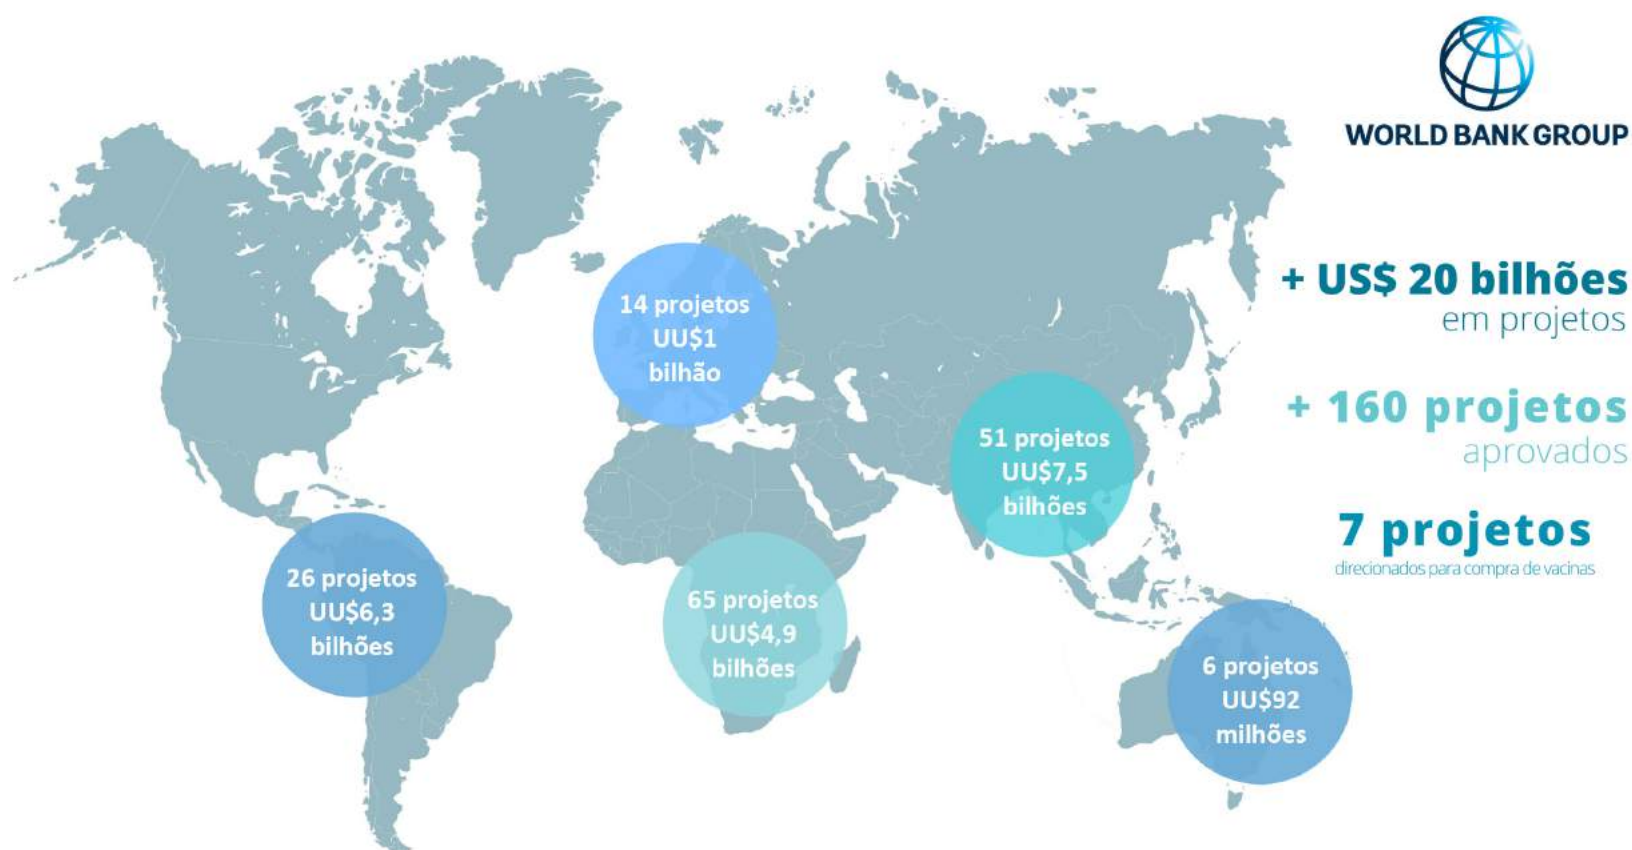 WORLD BANK GROUP
+ US$ 20 bilhões
em projetos
14 projetos
UU$1
bilhão
+ 160 projetos
aprovados
51 projetos
UU$7,5
bilhões
7 projetos
direcionados para compra de vacinas
26 projetos
UU$6,3
bilhões
65 projetos
UU$4,9
bilhões
6 projetos
UU$92
milhões